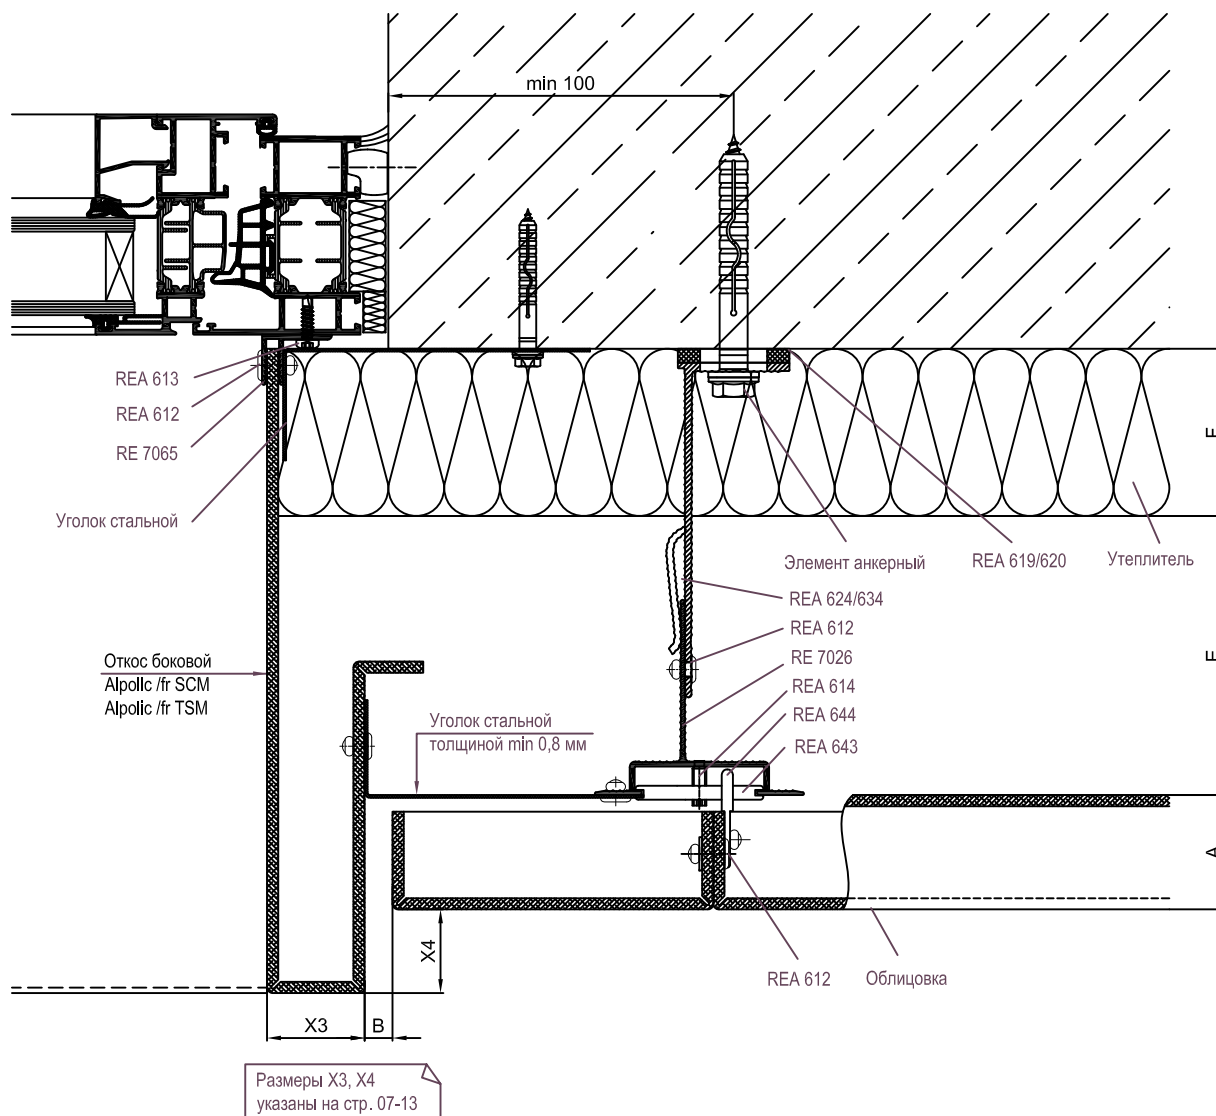 min 100
REA 613
REA 612
RE 7065
Уголок стальной
Элемент анкерный
REA 619/620
Утеплитель
REA 624/634
REA 612
RE 7026
REA 614
REA 644
REA 643
Откос боковой
Alpolic /fr SCM
Alpolic /fr TSM
Уголок стальной
толщиной min 0,8 мм
X4
REA 612
Облицовка
X3
B
Размеры X3, X4
указаны на стр. 07-13